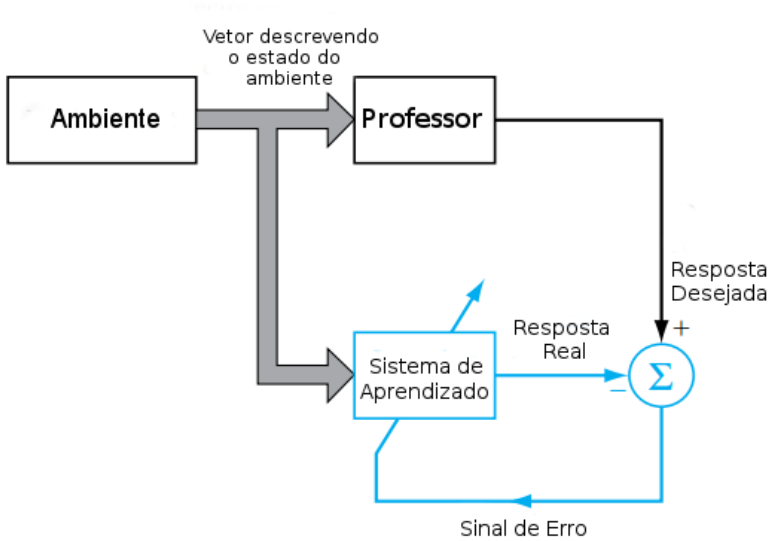 Vetor descrevendo
o estado do
ambiente
Ambiente
Professor
Resposta
Desejada
+
Resposta
Real
Sistema de
Aprendizado
−
Σ
Sinal de Erro